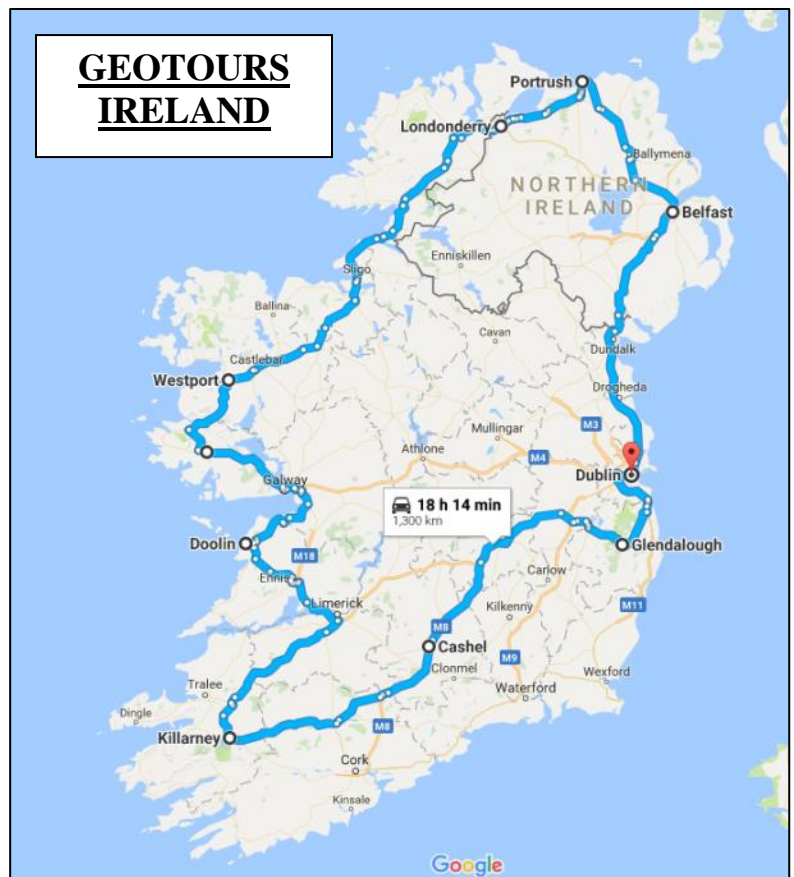 GEOTOURS
IRELAND
Portrush
Londonderry
Ballymena
NORTHERN
IRELAND
Belfast
Enniskillen
Sligo
Ballina
Cavan
Castlebar
Dundalk
Westport
Drogheda
M3
Mullingar
Athlone
M4
Dublin
Galway
18 h 14 min
1,300 km
Doolin
M18
Glendalough
Ennis
Carlow
Limerick
Kilkenny
M11
M8
Cashel
M9
Clonmel
Wexford
Tralee
Waterford
Dingle
Killarney
M8
Cork
Kinsale
Google